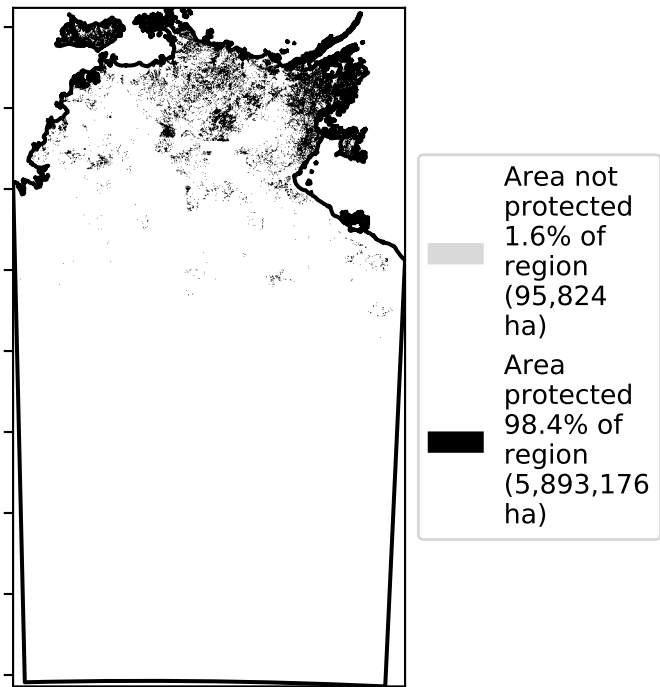 Area not
protected
1.6% of
region
(95,824
ha)
Area
protected
98.4% of
region
(5,893,176
ha)